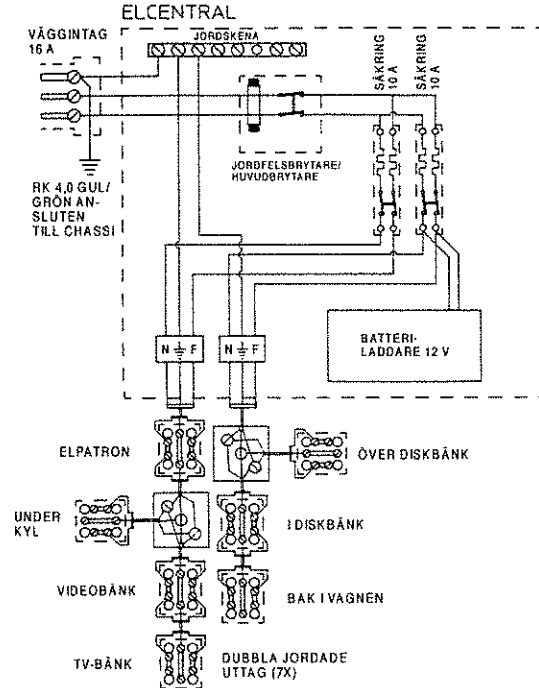 ELCENTRAL
VÄGGINTAG
16 A
JORDSKENA
SÄKRING
10 A
SÄKRING
10 A
JORDFELSBRYTARE/
HUVUDBRYTARE
RK 4,0 GUL/
GRÖN AN-
SLUTEN
TILL CHASSI
BATTERI-
LADDARE 12 V
N F
N F
ELPATRON
ÖVER DISKBÄNK
UNDER
KYL
I DISKBÄNK
VIDEOBÄNK
BAK I VAGNEN
TV-BÄNK
DUBBLA JORDADE
UTTAG (7X)